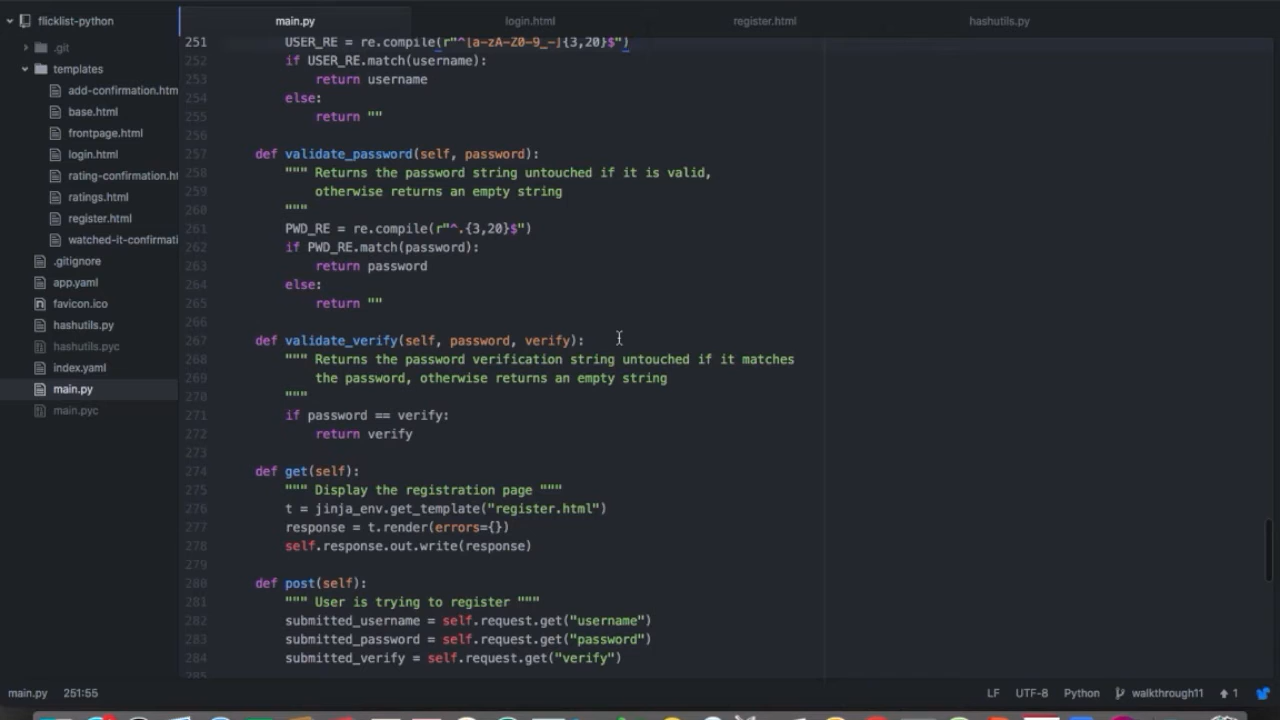 flicklist-python
main.py
login.html
register.html
hashutils.py
.git
templates
add-confirmation.htm
base.html
frontpage.html
login.html
rating-confirmation.ht
ratings.html
register.html
watched-it-confirmati
.gitignore
app.yaml
favicon.ico
hashutils.py
hashutils.pyc
index.yaml
main.py
main.pyc
251 USER_RE = re.compile(r"^[a-zA-Z0-9_-]{3,20}$")
252 if USER_RE.match(username):
253 return username
254 else:
255 return ""
256
257 def validate_password(self, password):
258 """ Returns the password string untouched if it is valid,
259 otherwise returns an empty string
260 """
261 PWD_RE = re.compile(r"^.{3,20}$")
262 if PWD_RE.match(password):
263 return password
264 else:
265 return ""
266
267 def validate_verify(self, password, verify):
268 """ Returns the password verification string untouched if it matches
269 the password, otherwise returns an empty string
270 """
271 if password == verify:
272 return verify
273
274 def get(self):
275 """ Display the registration page """
276 t = jinja_env.get_template("register.html")
277 response = t.render(errors={})
278 self.response.out.write(response)
279
280 def post(self):
281 """ User is trying to register """
282 submitted_username = self.request.get("username")
283 submitted_password = self.request.get("password")
284 submitted_verify = self.request.get("verify")
285
main.py 251:55 LF UTF-8 Python walkthrough11 1